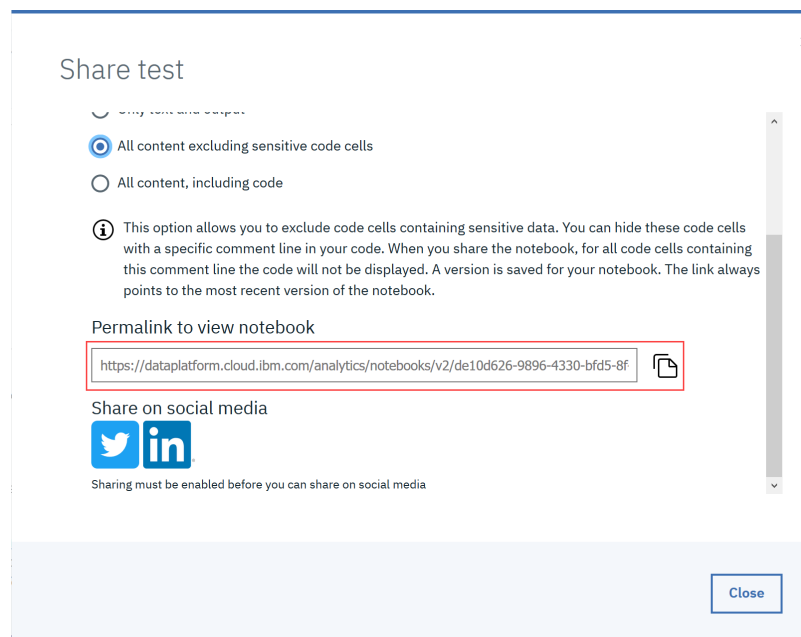 Share test
Only text and output
All content excluding sensitive code cells
All content, including code
This option allows you to exclude code cells containing sensitive data. You can hide these code cells
with a specific comment line in your code. When you share the notebook, for all code cells containing
this comment line the code will not be displayed. A version is saved for your notebook. The link always
points to the most recent version of the notebook.
Permalink to view notebook
https://dataplatform.cloud.ibm.com/analytics/notebooks/v2/de10d626-9896-4330-bfd5-8f
Share on social media
in
Sharing must be enabled before you can share on social media
Close